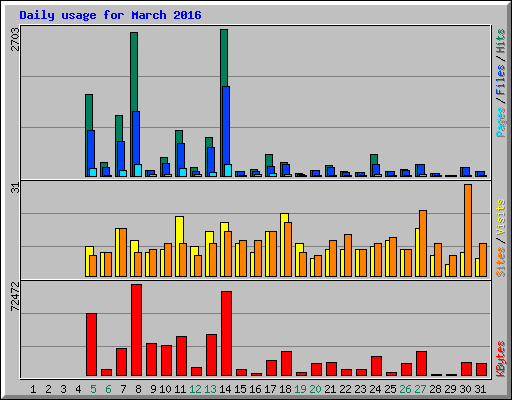 Daily usage for March 2016
2703
Pages / Files / Hits
31
Sites / Visits
72472
KBytes
1 2 3 4 5 6 7 8 9 10 11 12 13 14 15 16 17 18 19 20 21 22 23 24 25 26 27 28 29 30 31